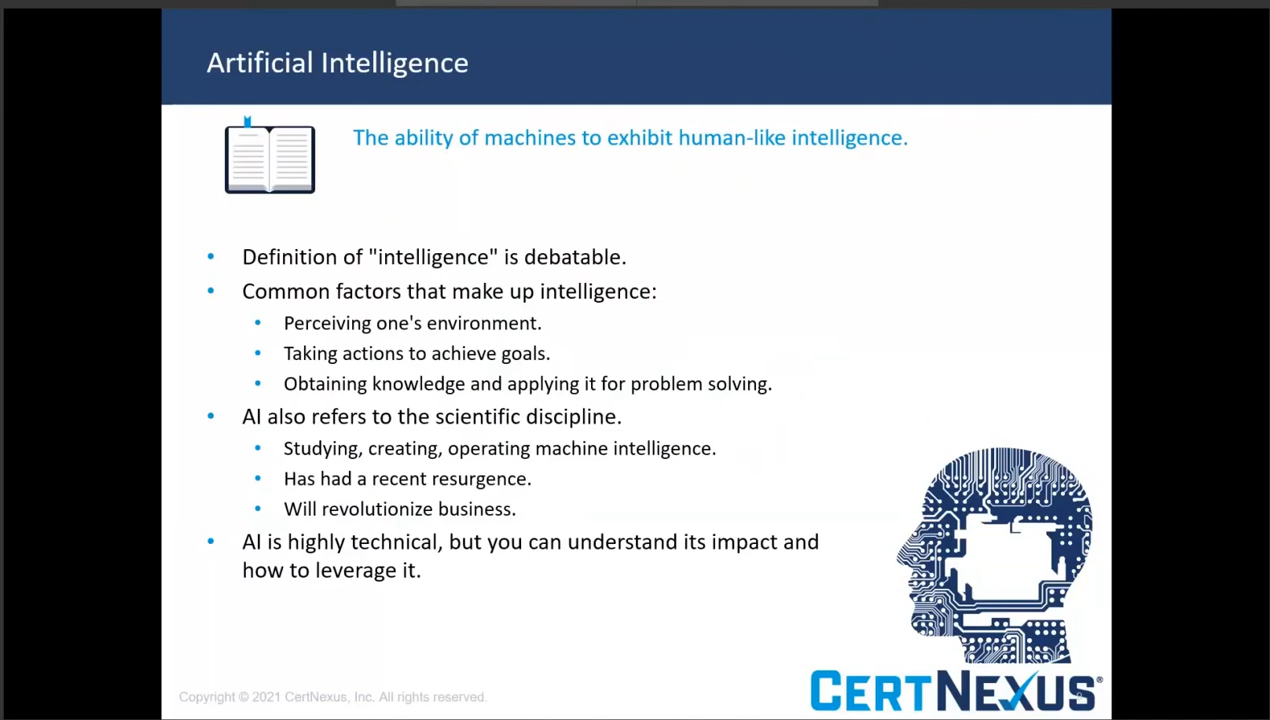 Artificial Intelligence
The ability of machines to exhibit human-like intelligence.
• Definition of "intelligence" is debatable.
• Common factors that make up intelligence:
• Perceiving one's environment.
• Taking actions to achieve goals.
• Obtaining knowledge and applying it for problem solving.
• AI also refers to the scientific discipline.
• Studying, creating, operating machine intelligence.
• Has had a recent resurgence.
• Will revolutionize business.
• AI is highly technical, but you can understand its impact and
how to leverage it.
Copyright © 2021 CertNexus, Inc. All rights reserved.
CERTNEXUS®